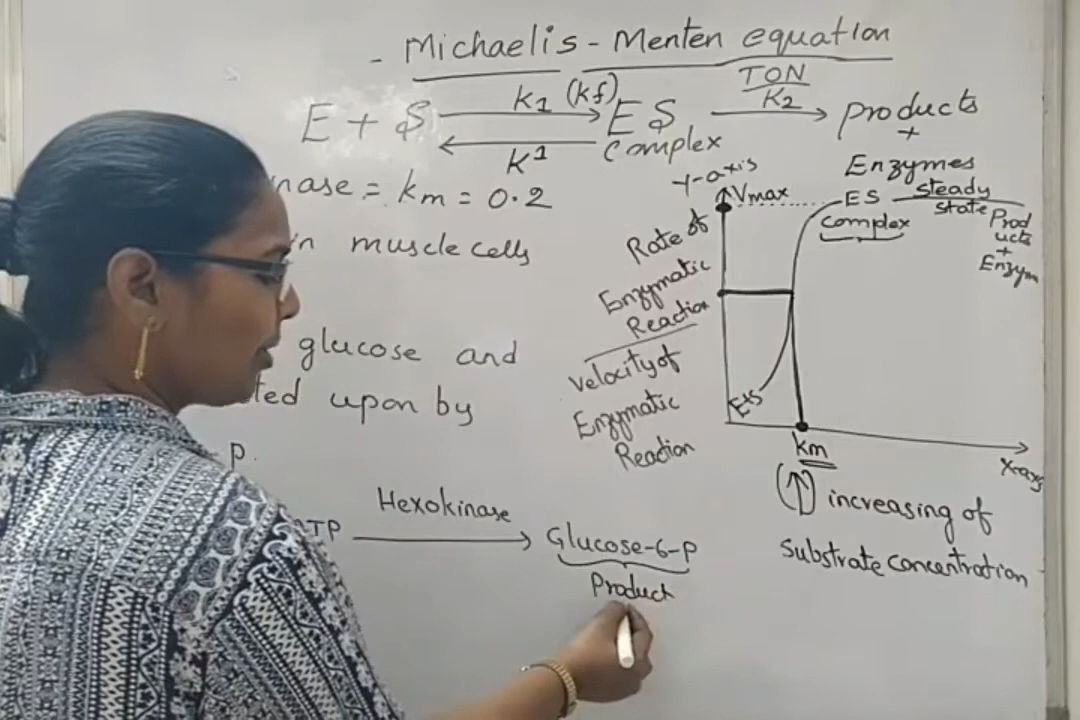 - Michaelis - Menten equation
E + S K1 (kf) ES TON K2 products
K1 Complex +
Enzymes
nase = km = 0.2
in muscle cells
glucose and
ted upon by
p.
ATP Hexokinase Glucose-6-p
Product
Y-axis
Vmax
Rate of
Enzymatic
Reaction
Velocity of
Enzymatic
Reaction
ES steady
Complex state Prod
ucts
+
Enzym
E+S
km
X-axis
(↑) increasing of
substrate concentration